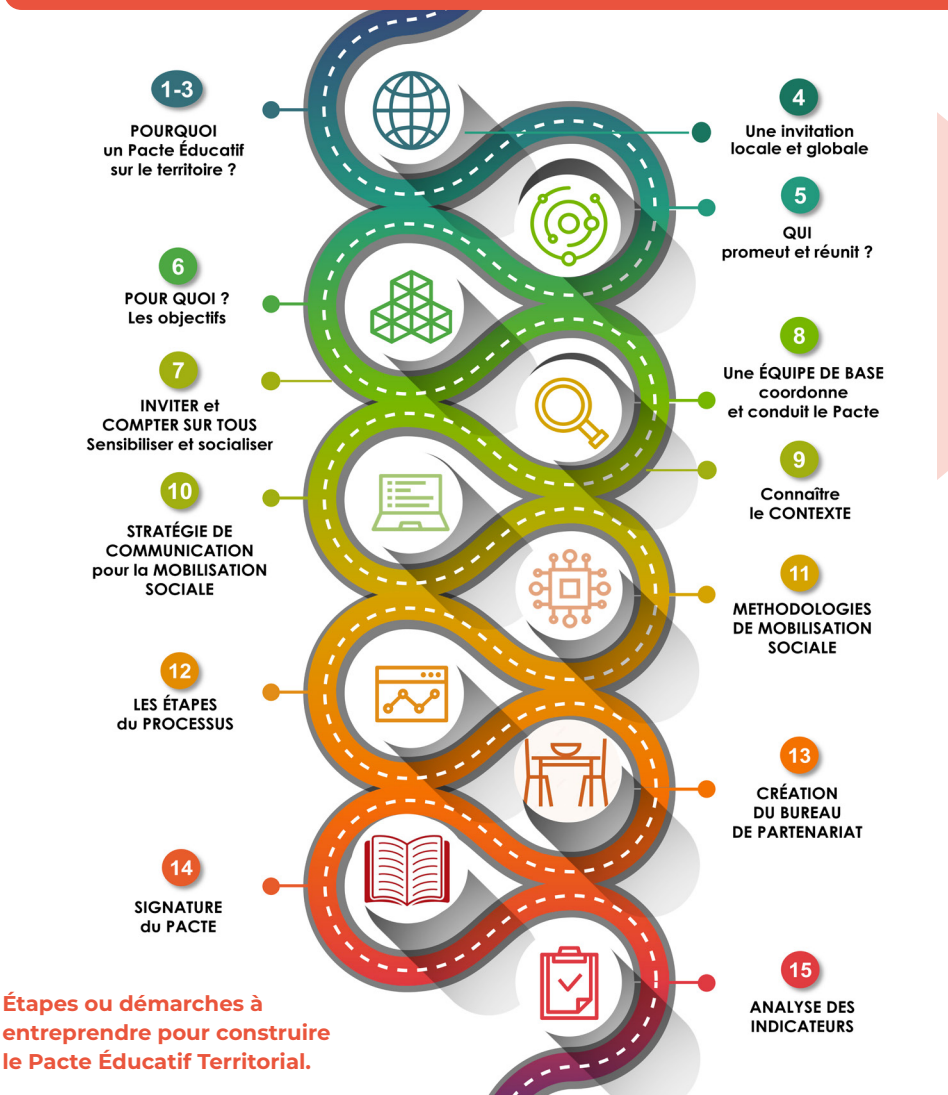 1-3
POURQUOI
un Pacte Éducatif
sur le territoire ?
4
Une invitation
locale et globale
5
QUI
promeut et réunit ?
6
POUR QUOI ?
Les objectifs
7
INVITER et
COMPTER SUR TOUS
Sensibiliser et socialiser
8
Une ÉQUIPE DE BASE
coordonne
et conduit le Pacte
9
Connaître
le CONTEXTE
10
STRATÉGIE DE
COMMUNICATION
pour la MOBILISATION
SOCIALE
11
METHODOLOGIES
DE MOBILISATION
SOCIALE
12
LES ÉTAPES
du PROCESSUS
13
CRÉATION
DU BUREAU
DE PARTENARIAT
14
SIGNATURE
du PACTE
15
ANALYSE DES
INDICATEURS
Étapes ou démarches à
entreprendre pour construire
le Pacte Éducatif Territorial.